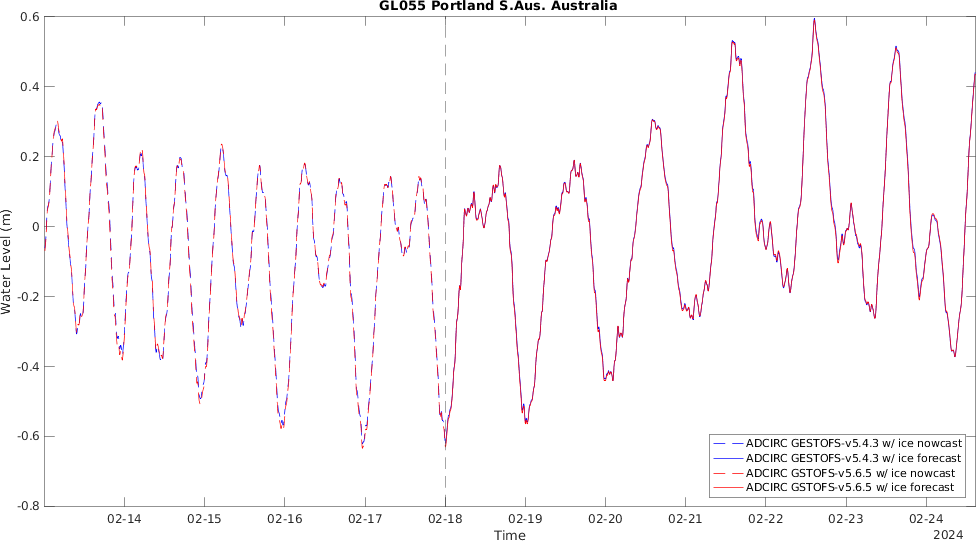 GL055 Portland S.Aus. Australia
0.6
0.4
0.2
0
-0.2
-0.4
-0.6
-0.8
Water Level (m)
ADCIRC GESTOFS-v5.4.3 w/ ice nowcast
ADCIRC GESTOFS-v5.4.3 w/ ice forecast
ADCIRC GSTOFS-v5.6.5 w/ ice nowcast
ADCIRC GSTOFS-v5.6.5 w/ ice forecast
02-14 02-15 02-16 02-17 02-18 02-19 02-20 02-21 02-22 02-23 02-24
Time
2024